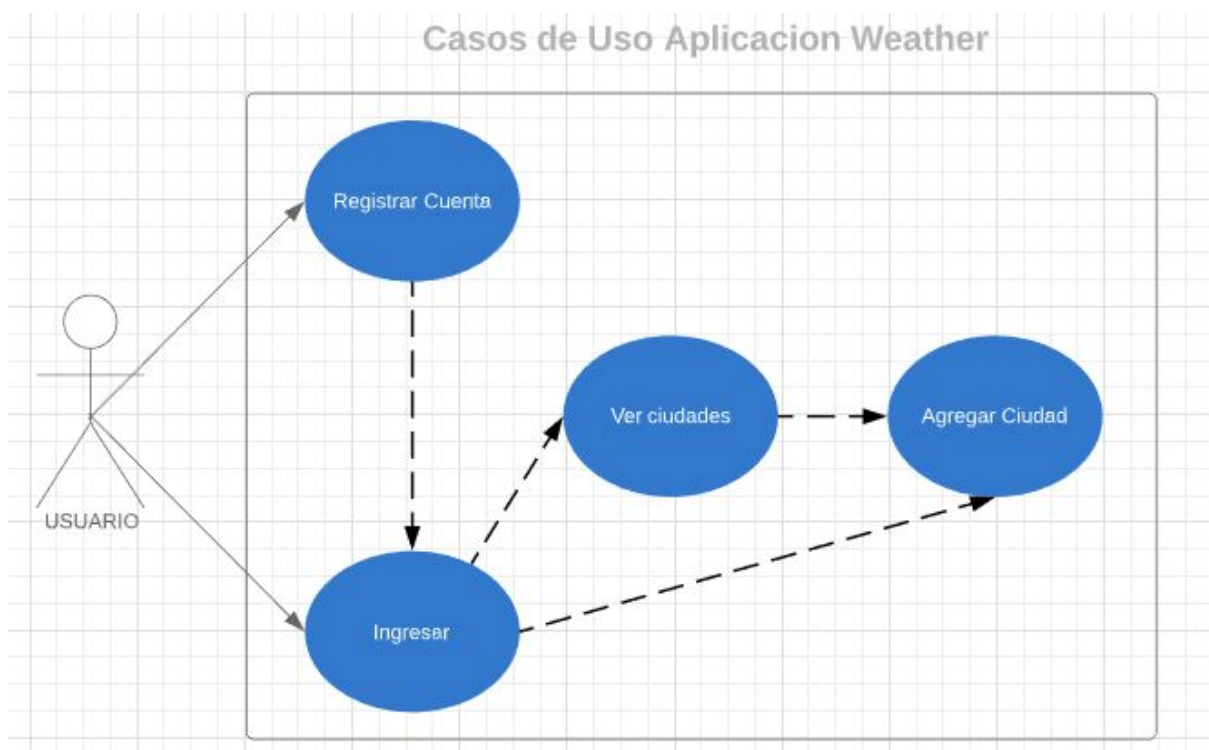 Casos de Uso Aplicacion Weather
Registrar Cuenta
Ver ciudades
Agregar Ciudad
USUARIO
Ingresar